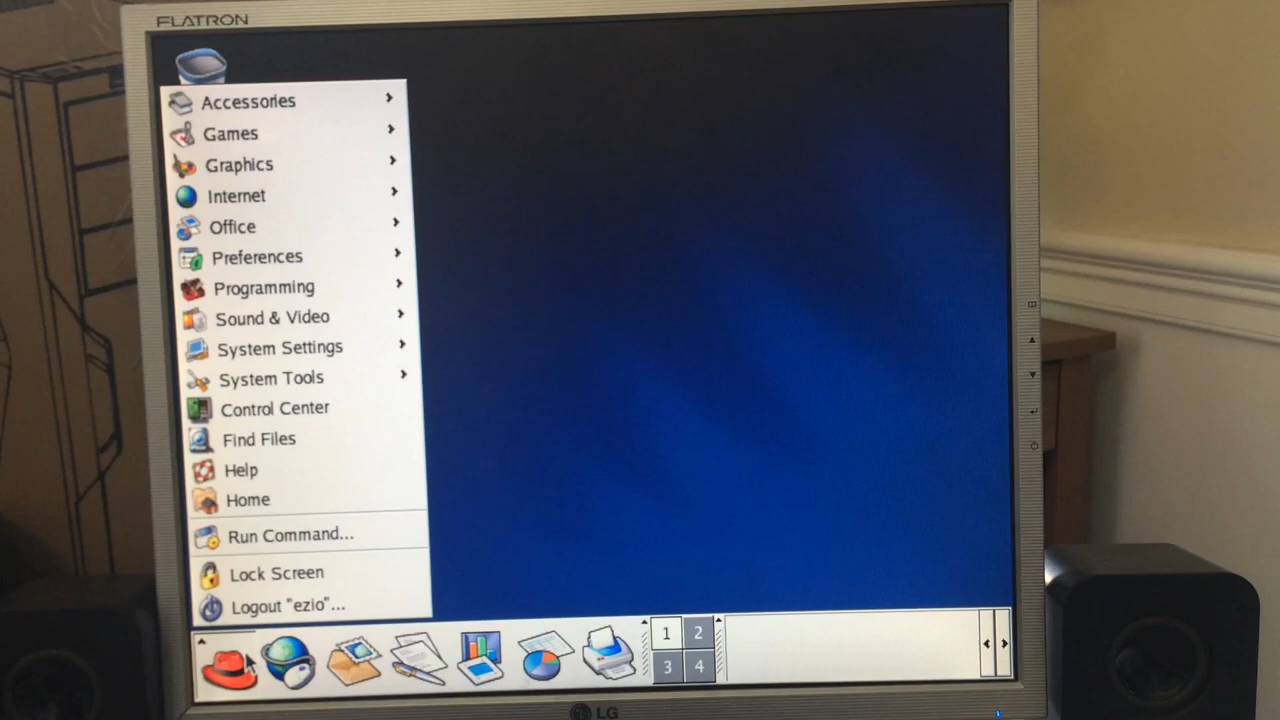 FLATRON
Accessories
Games
Graphics
Internet
Office
Preferences
Programming
Sound & Video
System Settings
System Tools
Control Center
Find Files
Help
Home
Run Command...
Lock Screen
Logout "ezio"...
1 2
3 4
LG